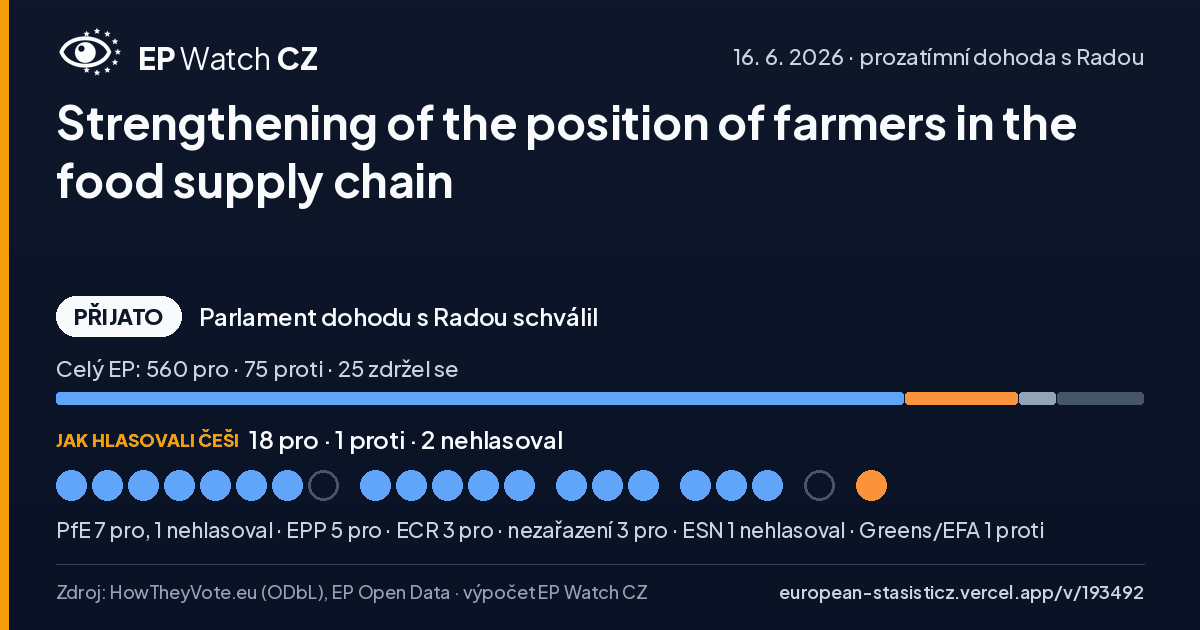 EP Watch CZ
16. 6. 2026 · prozatímní dohoda s Radou
Strengthening of the position of farmers in the
food supply chain
PŘIJATO
Parlament dohodu s Radou schválil
Celý EP: 560 pro · 75 proti · 25 zdržel se
JAK HLASOVALI ČEŠI 18 pro · 1 proti · 2 nehlasoval
PfE 7 pro, 1 nehlasoval · EPP 5 pro · ECR 3 pro · nezařazení 3 pro · ESN 1 nehlasoval · Greens/EFA 1 proti
Zdroj: HowTheyVote.eu (ODbL), EP Open Data · výpočet EP Watch CZ
european-stasisticz.vercel.app/v/193492